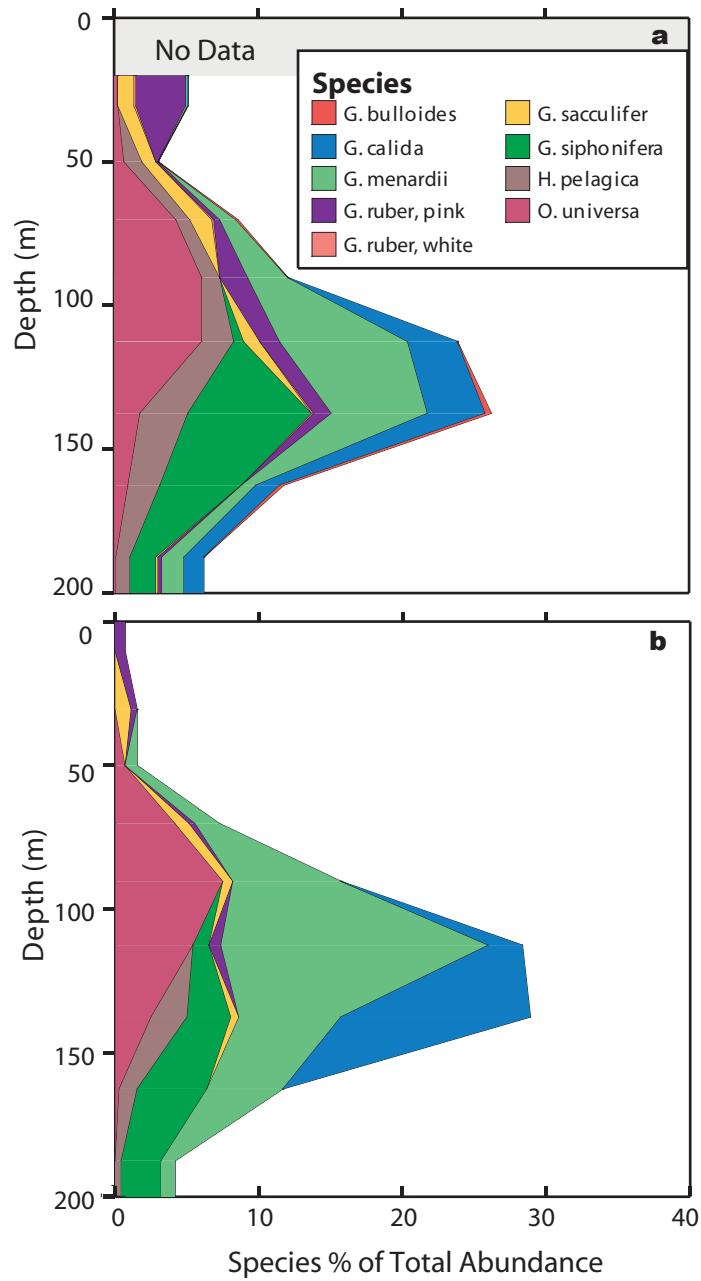 0
No Data
a
Species
G. bulloides
G. sacculifer
G. calida
G. siphonifera
G. menardii
H. pelagica
G. ruber, pink
O. universa
G. ruber, white
50
100
150
200
Depth (m)
0
b
50
100
150
200
Depth (m)
0 10 20 30 40
Species % of Total Abundance